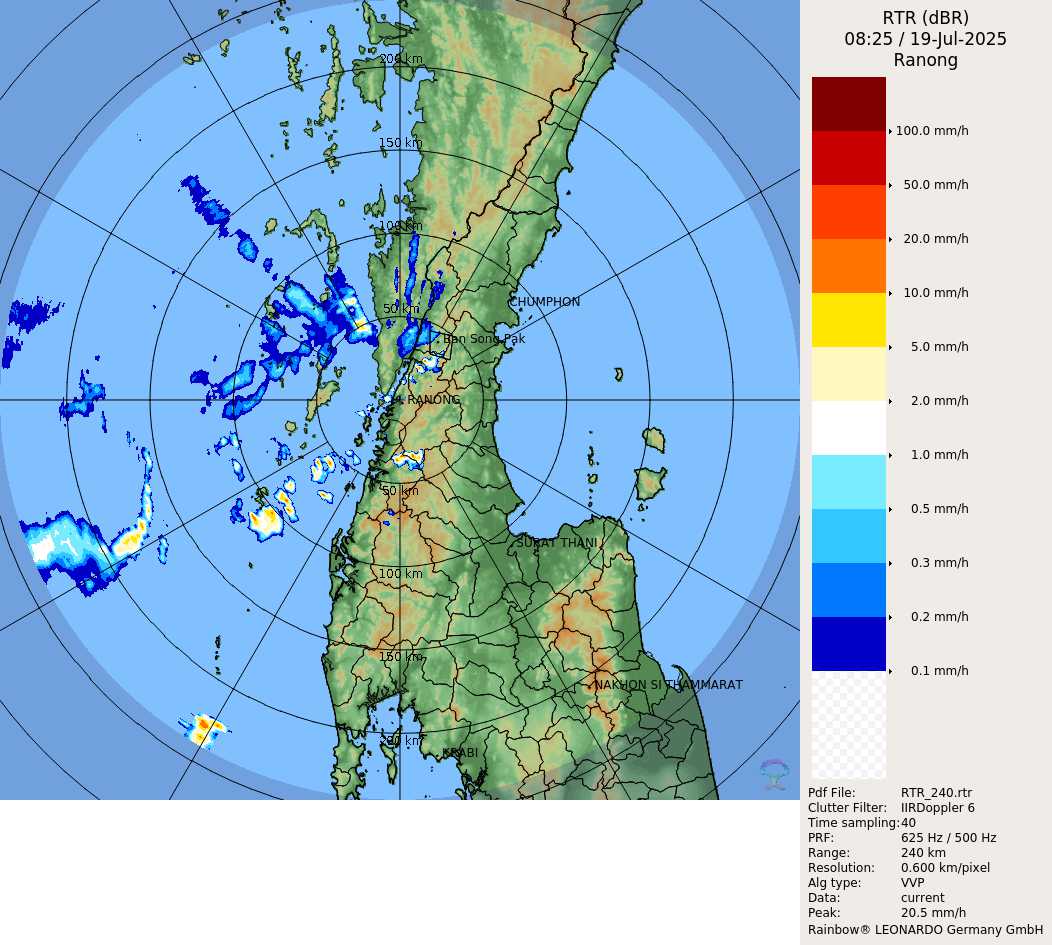 RTR (dBR)
08:25 / 19-Jul-2025
Ranong
100.0 mm/h
50.0 mm/h
20.0 mm/h
10.0 mm/h
5.0 mm/h
2.0 mm/h
1.0 mm/h
0.5 mm/h
0.3 mm/h
0.2 mm/h
0.1 mm/h
Pdf File: RTR_240.rtr
Clutter Filter: IIRDoppler 6
Time sampling: 40
PRF: 625 Hz / 500 Hz
Range: 240 km
Resolution: 0.600 km/pixel
Alg type: VVP
Data: current
Peak: 20.5 mm/h
Rainbow® LEONARDO Germany GmbH
200 km
150 km
100 km
CHUMPHON
50 km
Ban Song Pak
RANONG
50 km
SURAT THANI
100 km
150 km
NAKHON SI THAMMARAT
200 km
KRABI